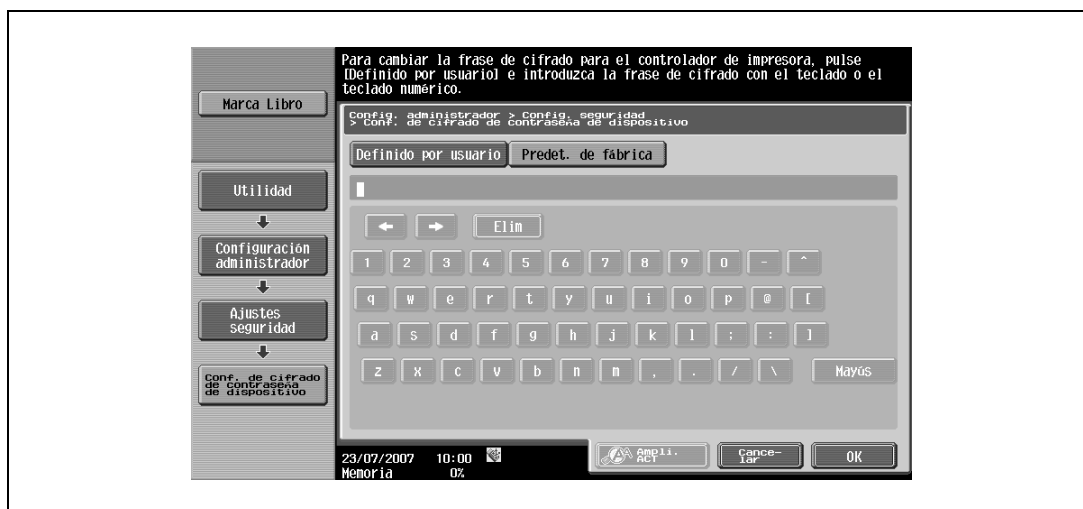 Para cambiar la frase de cifrado para el controlador de impresora, pulse
[Definido por usuario] e introduzca la frase de cifrado con el teclado o el
teclado numérico.
Marca Libro
Config. administrador > Config. seguridad
> Conf. de cifrado de contraseña de dispositivo
Definido por usuario Predet. de fábrica
Utilidad
Elim
Configuración
administrador
1 2 3 4 5 6 7 8 9 0 - ^
q w e r t y u i o p @ [
Ajustes
seguridad
a s d f g h j k l ; : ]
Conf. de cifrado
de contraseña
de dispositivo
z x c v b n m , . / \ Mayús
23/07/2007 10:00
Memoria 0%
Ampli.
ACT
Cance-
lar
OK